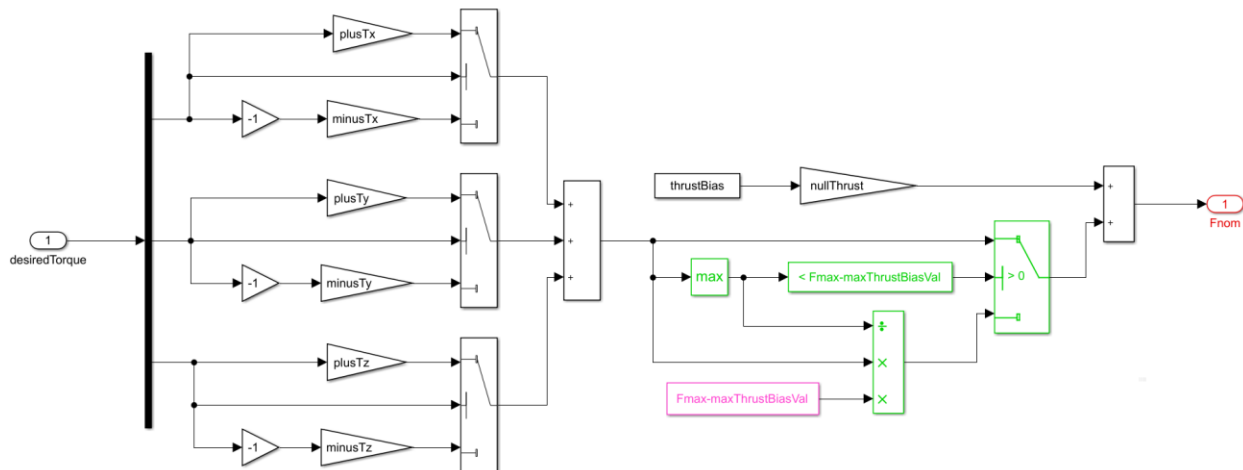 plusTx
-1
minusTx
plusTy
-1
minusTy
plusTz
-1
minusTz
1
desiredTorque
+
+
+
thrustBias
nullThrust
max
< Fmax-maxThrustBiasVal
> 0
÷
×
×
Fmax-maxThrustBiasVal
+
+
1
Fnom